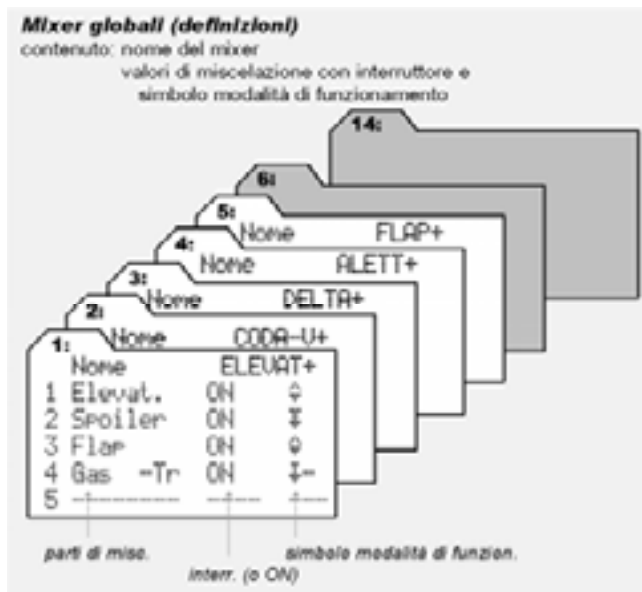 Mixer globali (definizioni)
contenuto: nome del mixer
valori di miscelazione con interruttore e
simbolo modalità di funzionamento
14:
6:
5:
Nome FLAP+
4:
Nome ALETT+
3:
Nome DELTA+
2:
Nome CODA-V+
1:
Nome ELEVAT+
1 Elevat. ON
2 Spoiler ON
3 Flap ON
4 Gas -Tr ON
5
parti di misc.
simbolo modalità di funzion.
interr. (o ON)